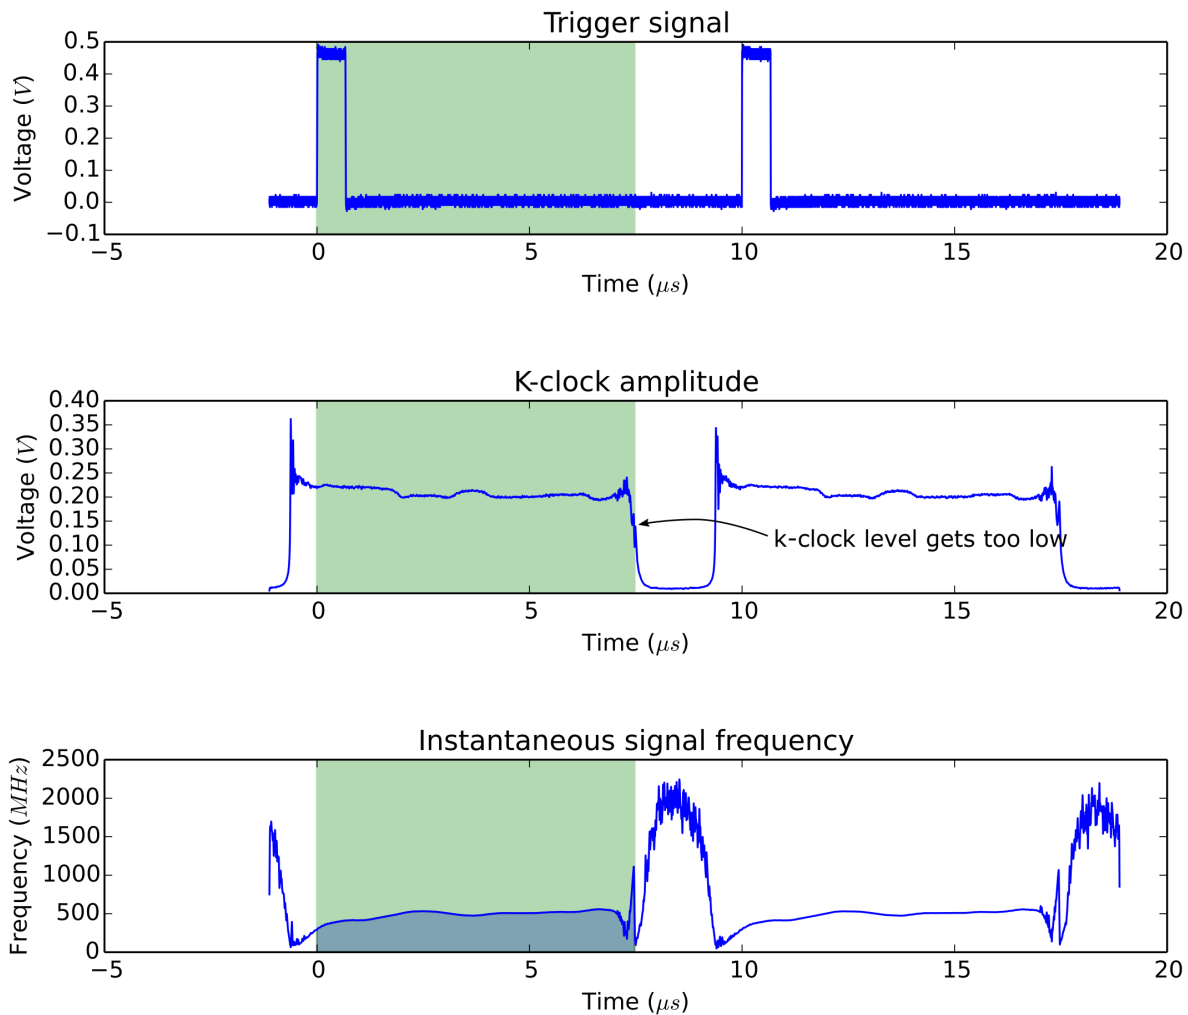 Trigger signal
0.5
0.4
0.3
0.2
0.1
0.0
−0.1
Voltage (V)
−5 0 5 10 15 20
Time (μs)
K-clock amplitude
0.40
0.35
0.30
0.25
0.20
0.15
0.10
0.05
0.00
Voltage (V)
k-clock level gets too low
−5 0 5 10 15 20
Time (μs)
Instantaneous signal frequency
2500
2000
1500
1000
500
0
Frequency (MHz)
−5 0 5 10 15 20
Time (μs)